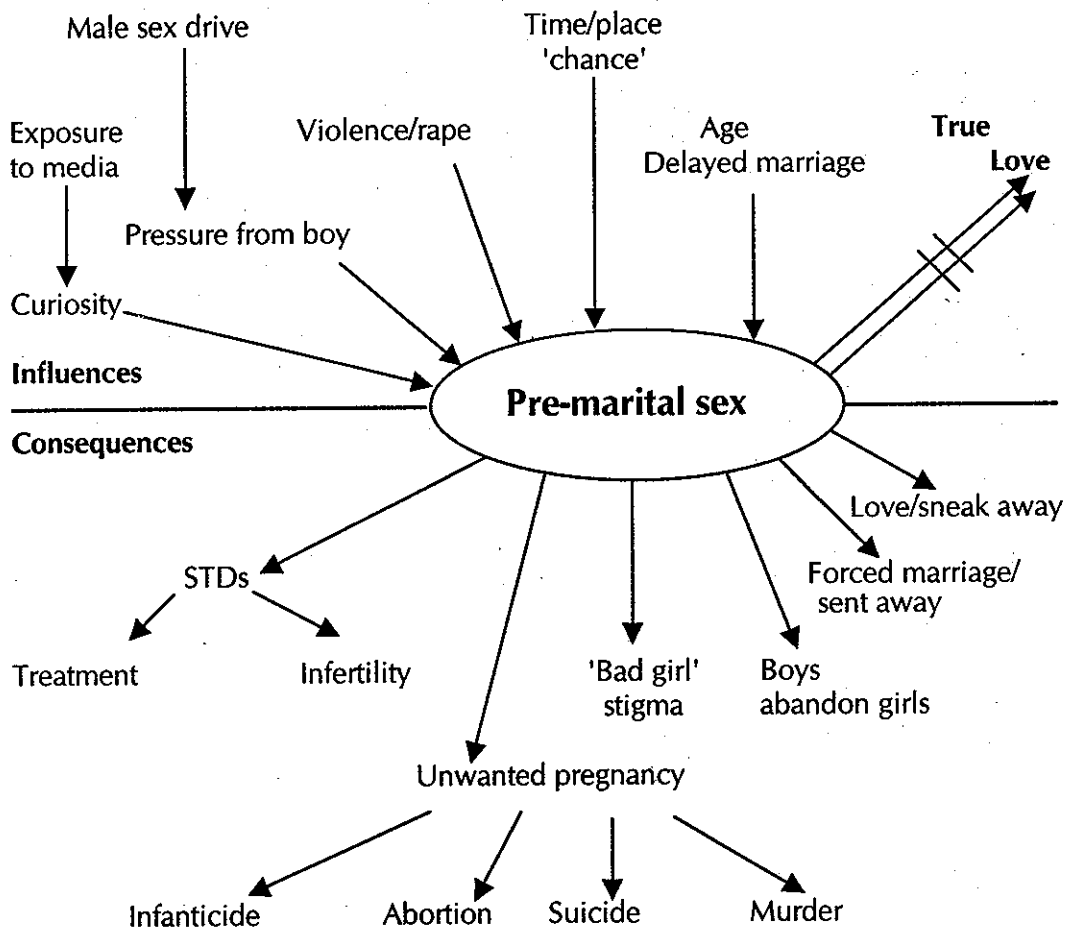 Male sex drive
Time/place
'chance'
Exposure
to media
Violence/rape
Age
Delayed marriage
True
Love
Pressure from boy
Curiosity
Influences
Pre-marital sex
Consequences
Love/sneak away
Forced marriage/
sent away
STDs
Treatment
Infertility
'Bad girl'
stigma
Boys
abandon girls
Unwanted pregnancy
Infanticide
Abortion
Suicide
Murder